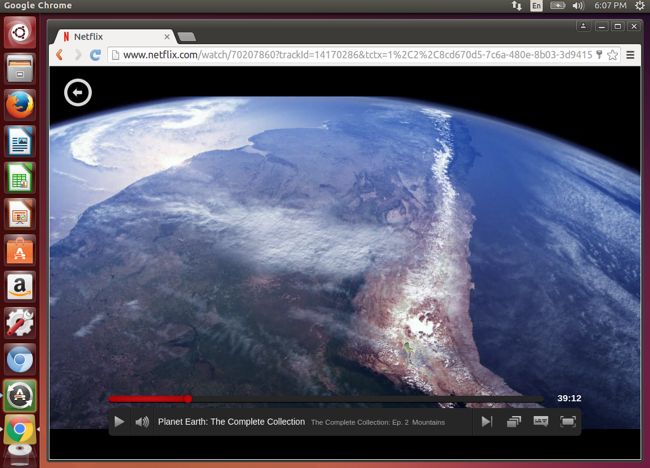 Google Chrome En 6:07 PM
Netflix
www.netflix.com/watch/70207860?trackId=14170286&tctx=1%2C2%2C8cd670d5-7c6a-480e-8b03-3d9415
39:12
Planet Earth: The Complete Collection The Complete Collection: Ep. 2 Mountains